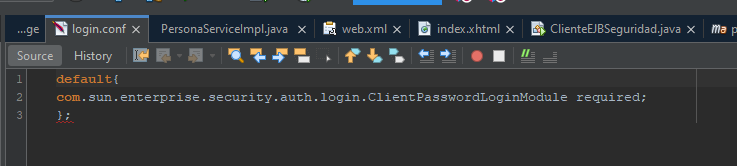 ...ge login.conf PersonaServiceImpl.java web.xml index.xhtml ClienteEJBSeguridad.java p
Source History
1 default{
2 com.sun.enterprise.security.auth.login.ClientPasswordLoginModule required;
3 };